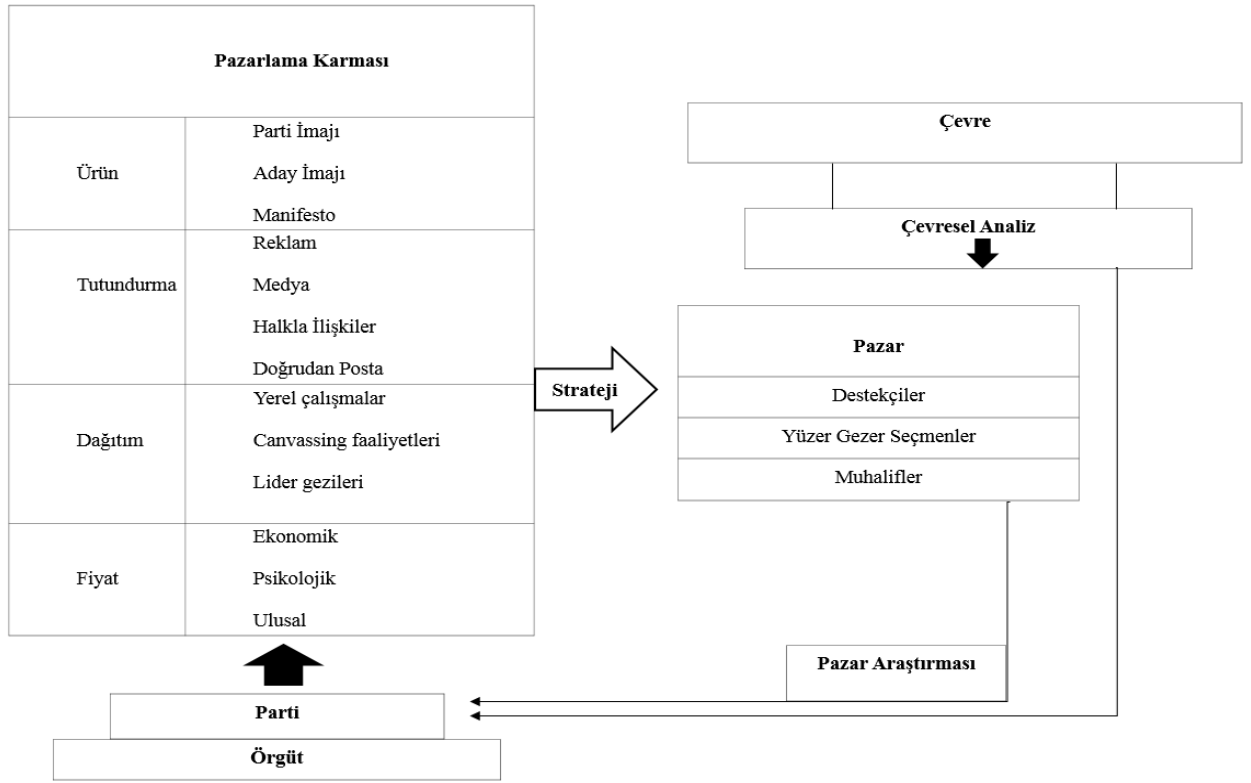 Pazarlama Karması
Ürün
Parti İmajı
Aday İmajı
Manifesto
Tutundurma
Reklam
Medya
Halkla İlişkiler
Doğrudan Posta
Dağıtım
Yerel çalışmalar
Canvassing faaliyetleri
Lider gezileri
Fiyat
Ekonomik
Psikolojik
Ulusal
Parti
Örgüt
Strateji
Çevre
Çevresel Analiz
Pazar
Destekçiler
Yüzer Gezer Seçmenler
Muhalifler
Pazar Araştırması